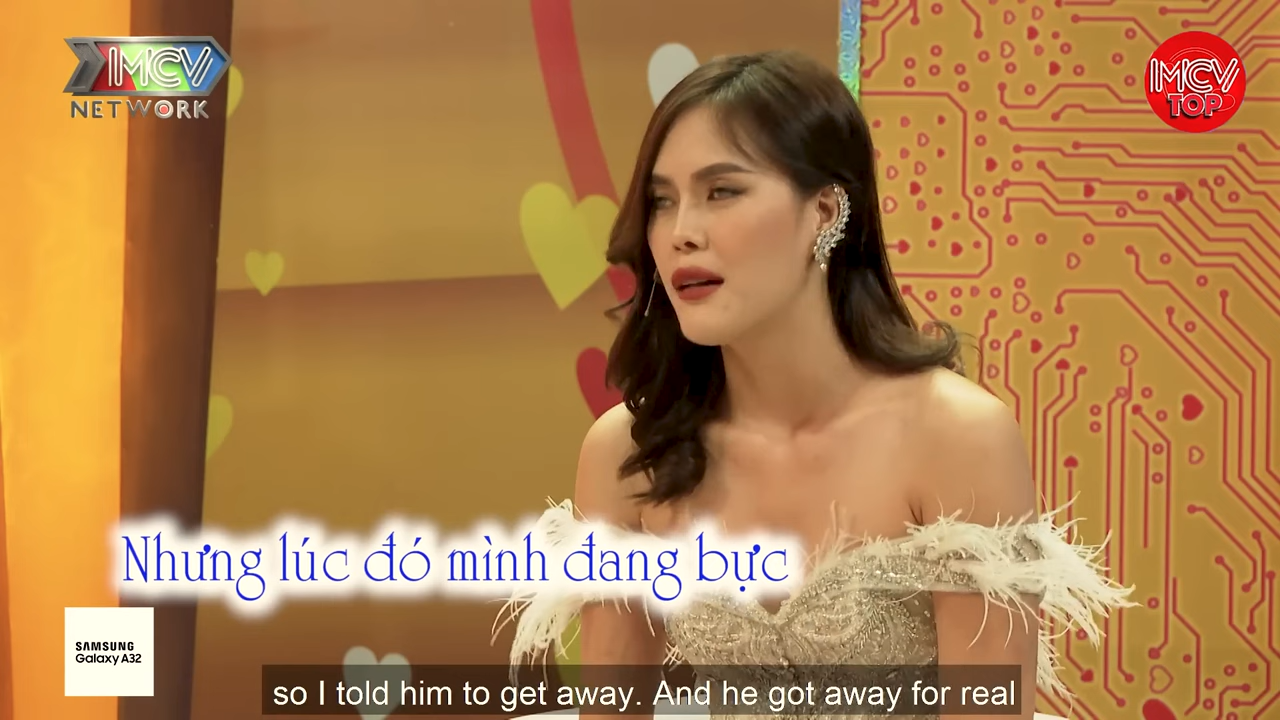 MCV
NETWORK
MCV
TOP
Nhưng lúc đó mình đang bực
SAMSUNG
Galaxy A32
so I told him to get away. And he got away for real